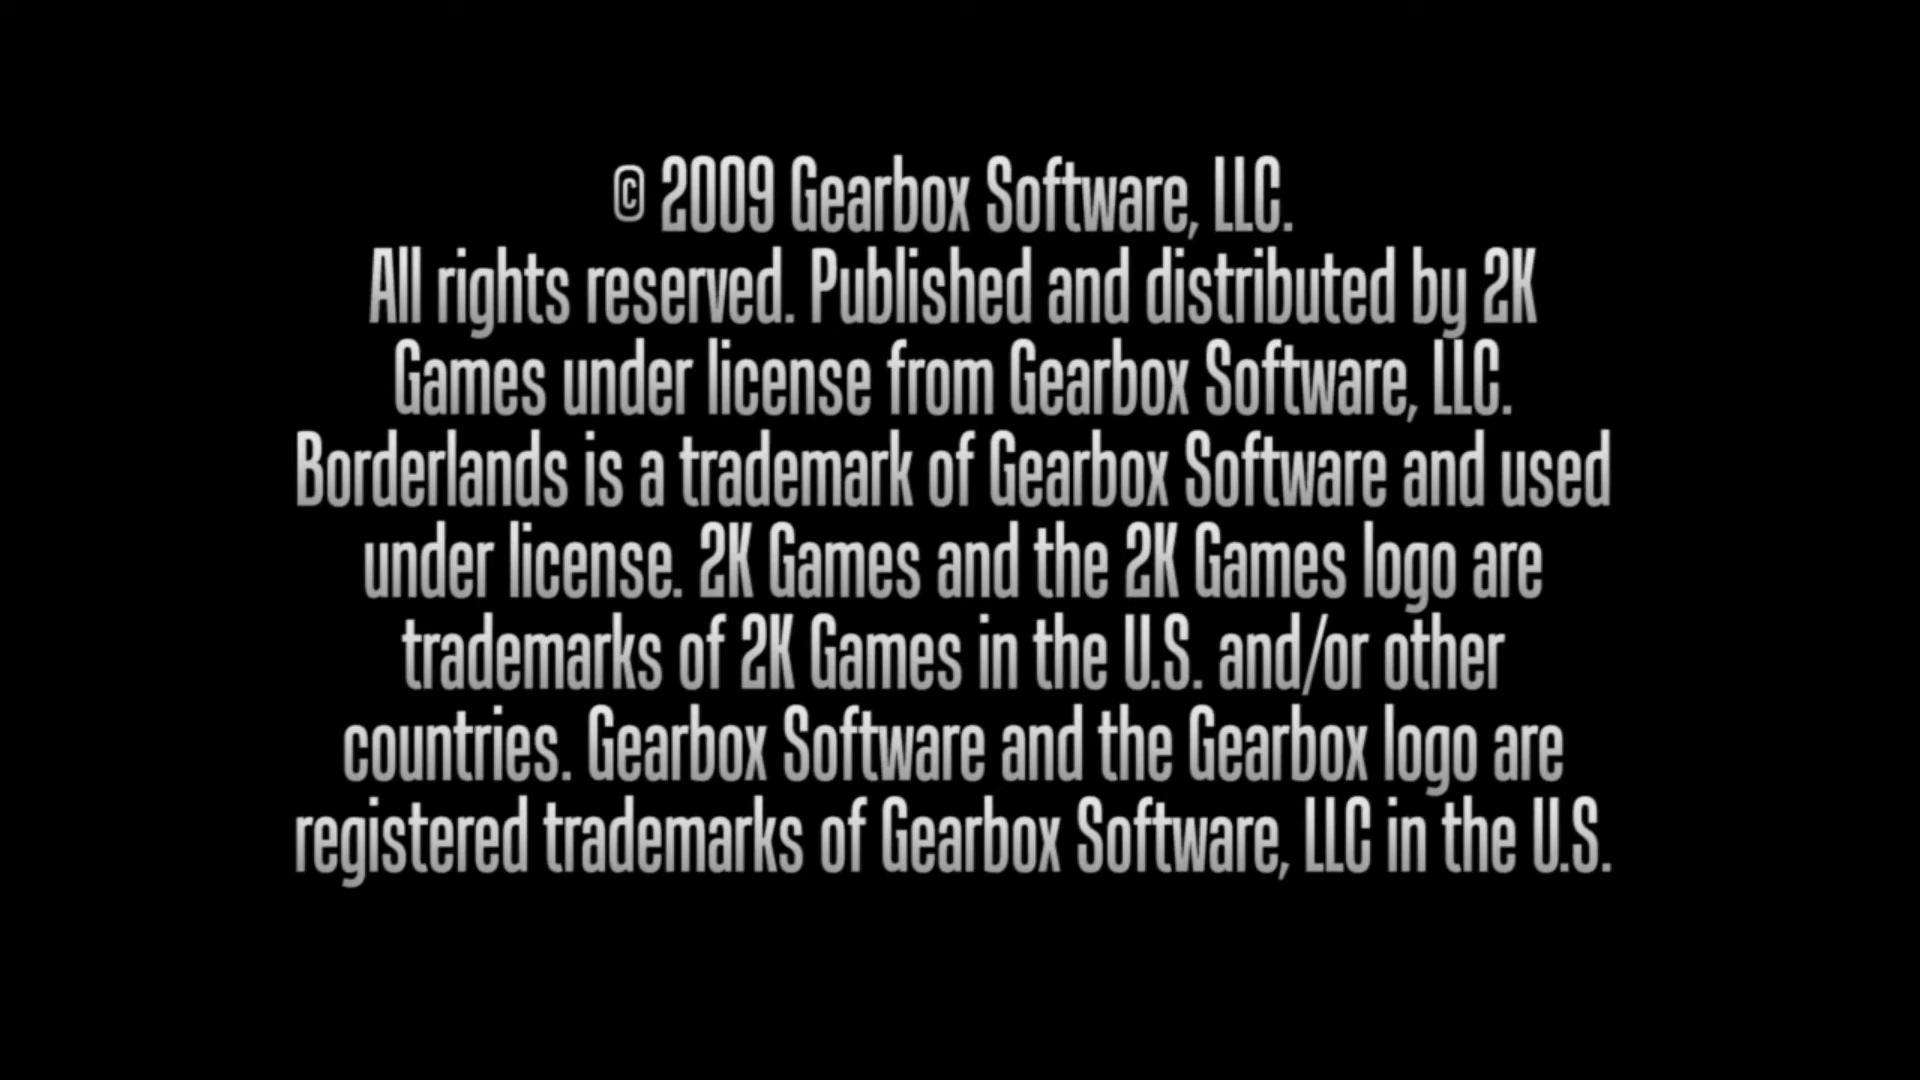 © 2009 Gearbox Software, LLC.
All rights reserved. Published and distributed by 2K
Games under license from Gearbox Software, LLC.
Borderlands is a trademark of Gearbox Software and used
under license. 2K Games and the 2K Games logo are
trademarks of 2K Games in the U.S. and/or other
countries. Gearbox Software and the Gearbox logo are
registered trademarks of Gearbox Software, LLC in the U.S.